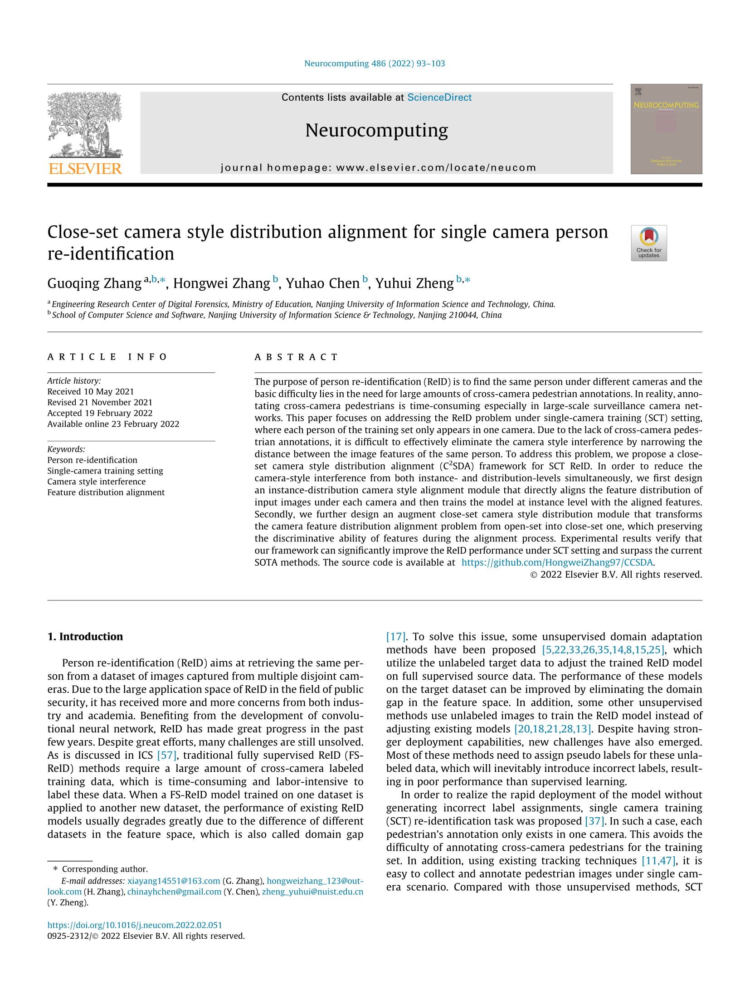 Neurocomputing 486 (2022) 93–103
Contents lists available at ScienceDirect
Neurocomputing
journal homepage: www.elsevier.com/locate/neucom
NON SOLUS
ELSEVIER
NEUROCOMPUTING
ORIGINAL SOFTWARE
PUBLICATIONS
Close-set camera style distribution alignment for single camera person
re-identification
Check for
updates
Guoqing Zhang a,b,*, Hongwei Zhang b, Yuhao Chen b, Yuhui Zheng b,*
a Engineering Research Center of Digital Forensics, Ministry of Education, Nanjing University of Information Science and Technology, China.
b School of Computer Science and Software, Nanjing University of Information Science & Technology, Nanjing 210044, China
ARTICLE INFO
Article history:
Received 10 May 2021
Revised 21 November 2021
Accepted 19 February 2022
Available online 23 February 2022
Keywords:
Person re-identification
Single-camera training setting
Camera style interference
Feature distribution alignment
ABSTRACT
The purpose of person re-identification (ReID) is to find the same person under different cameras and the
basic difficulty lies in the need for large amounts of cross-camera pedestrian annotations. In reality, anno-
tating cross-camera pedestrians is time-consuming especially in large-scale surveillance camera net-
works. This paper focuses on addressing the ReID problem under single-camera training (SCT) setting,
where each person of the training set only appears in one camera. Due to the lack of cross-camera pedes-
trian annotations, it is difficult to effectively eliminate the camera style interference by narrowing the
distance between the image features of the same person. To address this problem, we propose a close-
set camera style distribution alignment (C²SDA) framework for SCT ReID. In order to reduce the
camera-style interference from both instance- and distribution-levels simultaneously, we first design
an instance-distribution camera style alignment module that directly aligns the feature distribution of
input images under each camera and then trains the model at instance level with the aligned features.
Secondly, we further design an augment close-set camera style distribution module that transforms
the camera feature distribution alignment problem from open-set into close-set one, which preserving
the discriminative ability of features during the alignment process. Experimental results verify that
our framework can significantly improve the ReID performance under SCT setting and surpass the current
SOTA methods. The source code is available at https://github.com/HongweiZhang97/CCSDA.
© 2022 Elsevier B.V. All rights reserved.
1. Introduction
Person re-identification (ReID) aims at retrieving the same per-
son from a dataset of images captured from multiple disjoint cam-
eras. Due to the large application space of ReID in the field of public
security, it has received more and more concerns from both indus-
try and academia. Benefiting from the development of convolu-
tional neural network, ReID has made great progress in the past
few years. Despite great efforts, many challenges are still unsolved.
As is discussed in ICS [57], traditional fully supervised ReID (FS-
ReID) methods require a large amount of cross-camera labeled
training data, which is time-consuming and labor-intensive to
label these data. When a FS-ReID model trained on one dataset is
applied to another new dataset, the performance of existing ReID
models usually degrades greatly due to the difference of different
datasets in the feature space, which is also called domain gap
* Corresponding author.
E-mail addresses: xiayang14551@163.com (G. Zhang), hongweizhang_123@out-
look.com (H. Zhang), chinayhchen@gmail.com (Y. Chen), zheng_yuhui@nuist.edu.cn
(Y. Zheng).
[17]. To solve this issue, some unsupervised domain adaptation
methods have been proposed [5,22,33,26,35,14,8,15,25], which
utilize the unlabeled target data to adjust the trained ReID model
on full supervised source data. The performance of these models
on the target dataset can be improved by eliminating the domain
gap in the feature space. In addition, some other unsupervised
methods use unlabeled images to train the ReID model instead of
adjusting existing models [20,18,21,28,13]. Despite having stron-
ger deployment capabilities, new challenges have also emerged.
Most of these methods need to assign pseudo labels for these unla-
beled data, which will inevitably introduce incorrect labels, result-
ing in poor performance than supervised learning.
In order to realize the rapid deployment of the model without
generating incorrect label assignments, single camera training
(SCT) re-identification task was proposed [37]. In such a case, each
pedestrian's annotation only exists in one camera. This avoids the
difficulty of annotating cross-camera pedestrians for the training
set. In addition, using existing tracking techniques [11,47], it is
easy to collect and annotate pedestrian images under single cam-
era scenario. Compared with those unsupervised methods, SCT
https://doi.org/10.1016/j.neucom.2022.02.051
0925-2312/© 2022 Elsevier B.V. All rights reserved.